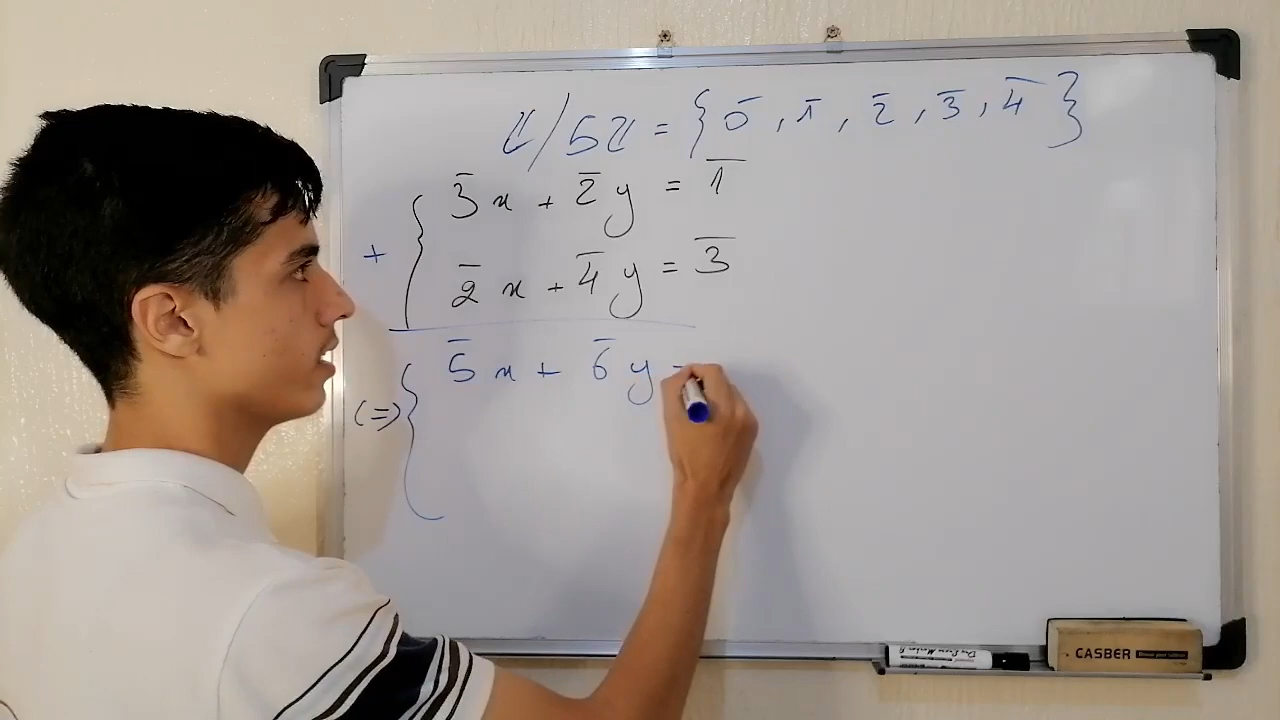 ℤ/5ℤ = { 0̅ , 1̅ , 2̅ , 3̅ , 4̅ }
3̅x + 2̅y = 1̅
+ { 2̅x + 4̅y = 3̅
(=> { 5̅x + 6̅y =
CASBER